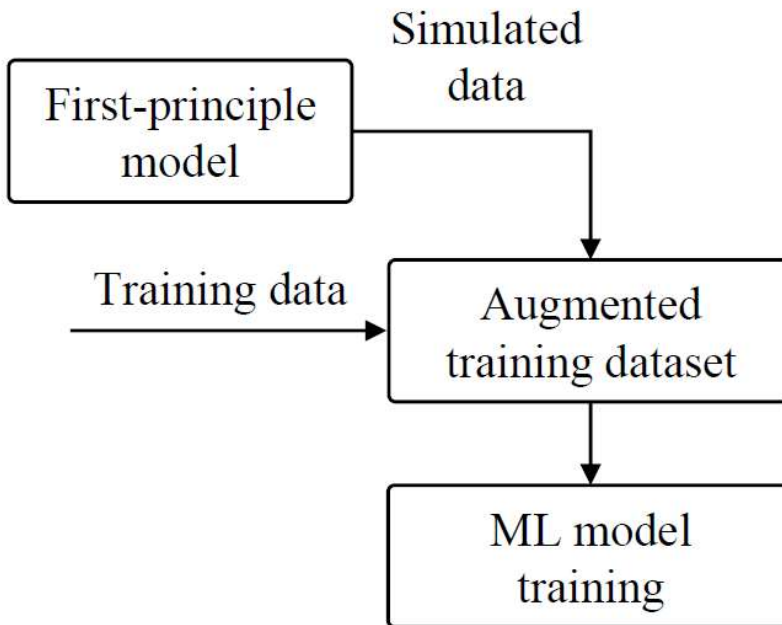 Simulated
data
First-principle
model
Training data
Augmented
training dataset
ML model
training